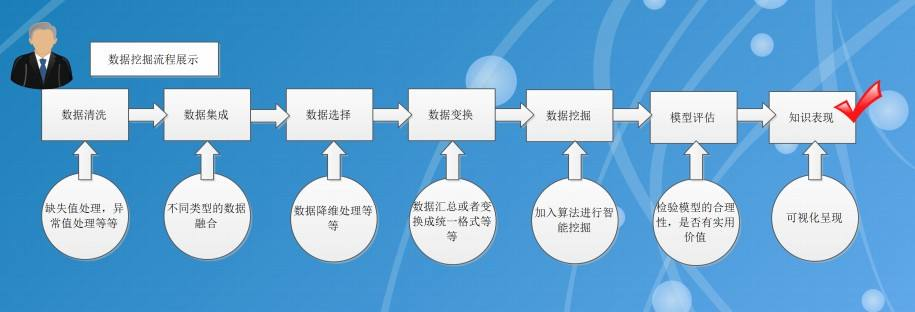 数据挖掘流程展示
数据清洗
数据集成
数据选择
数据变换
数据挖掘
模型评估
知识表现
缺失值处理，异
常值处理等等
不同类型的数据
融合
数据降维处理等
等
数据汇总或者变
换成统一格式等
等
加入算法进行智
能挖掘
检验模型的合理
性，是否有实用
价值
可视化呈现